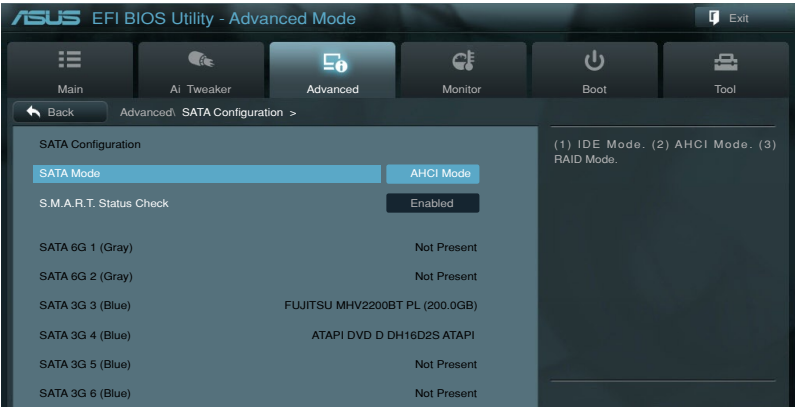 ASUS EFI BIOS Utility - Advanced Mode
Exit
Main
Ai Tweaker
Advanced
Monitor
Boot
Tool
Back
Advanced\ SATA Configuration >
SATA Configuration
SATA Mode AHCI Mode
S.M.A.R.T. Status Check Enabled
SATA 6G 1 (Gray) Not Present
SATA 6G 2 (Gray) Not Present
SATA 3G 3 (Blue) FUJITSU MHV2200BT PL (200.0GB)
SATA 3G 4 (Blue) ATAPI DVD D DH16D2S ATAPI
SATA 3G 5 (Blue) Not Present
SATA 3G 6 (Blue) Not Present
(1) IDE Mode. (2) AHCI Mode. (3)
RAID Mode.